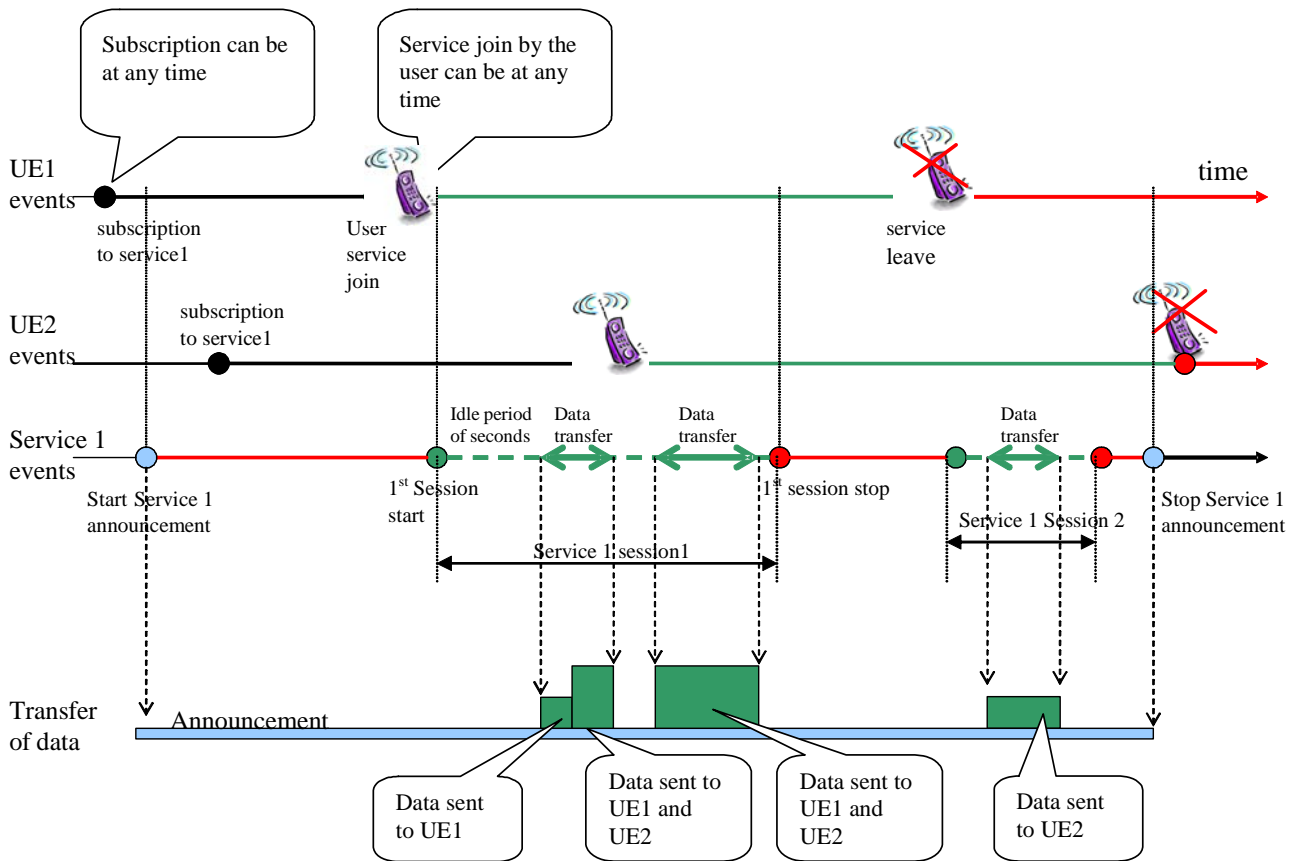 Subscription can be
at any time
Service join by the
user can be at any
time
UE1
events
time
subscription
to service1
User
service
join
service
leave
UE2
events
subscription
to service1
Service 1
events
Idle period
of seconds
Data
transfer
Data
transfer
Data
transfer
Start Service 1
announcement
1st Session
start
1st session stop
Stop Service 1
announcement
Service 1 session1
Service 1 Session 2
Transfer
of data
Announcement
Data sent
to UE1
Data sent to
UE1 and
UE2
Data sent to
UE1 and
UE2
Data sent
to UE2